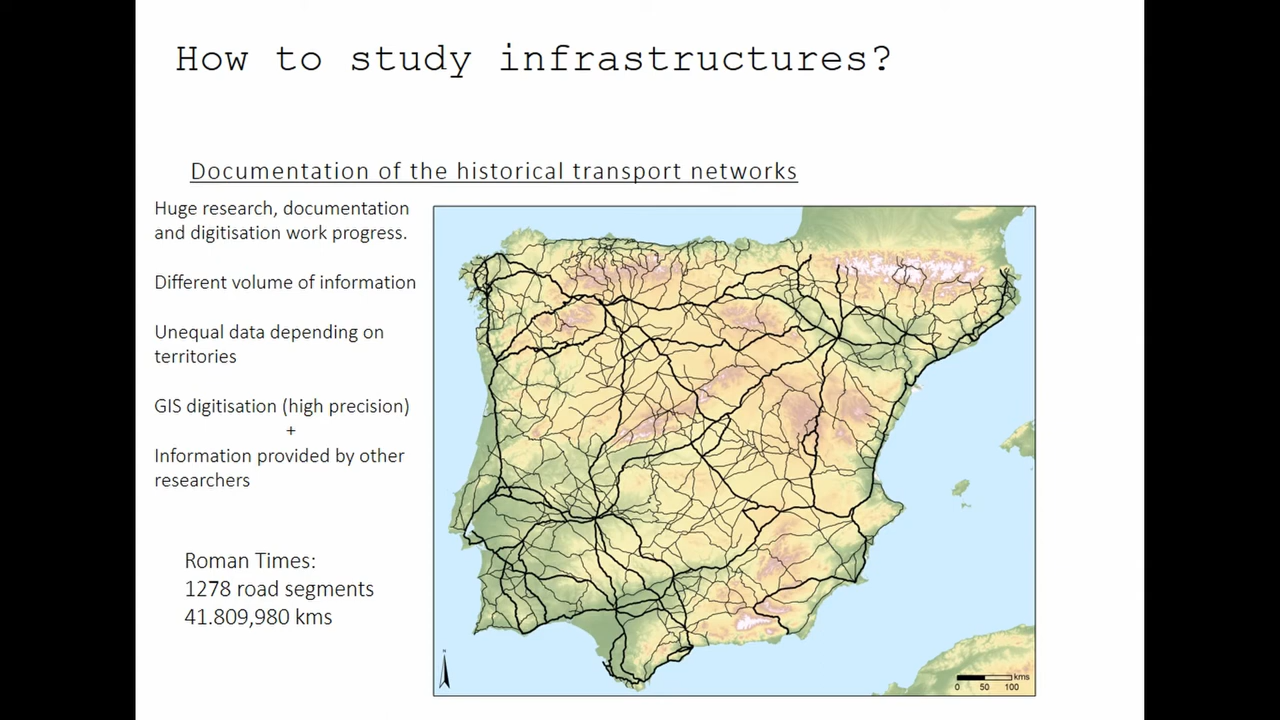 How to study infrastructures?
Documentation of the historical transport networks
Huge research, documentation
and digitisation work progress.
Different volume of information
Unequal data depending on
territories
GIS digitisation (high precision)
+
Information provided by other
researchers
Roman Times:
1278 road segments
41.809,980 kms
N
kms
0 50 100